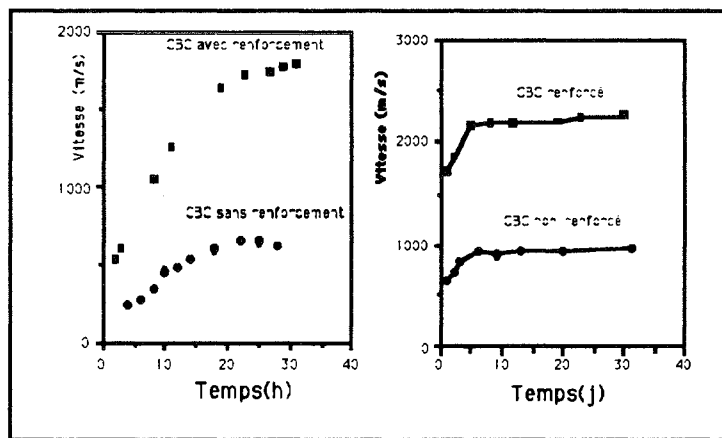 2000
CBC avec renforcement
Vitesse (m/s)
1000
CBC sans renforcement
0
0
10
20
30
40
Temps(h)
3000
CBC renforcé
Vitesse (m/s)
2000
CBC non renforcé
1000
0
0
10
20
30
40
Temps(j)